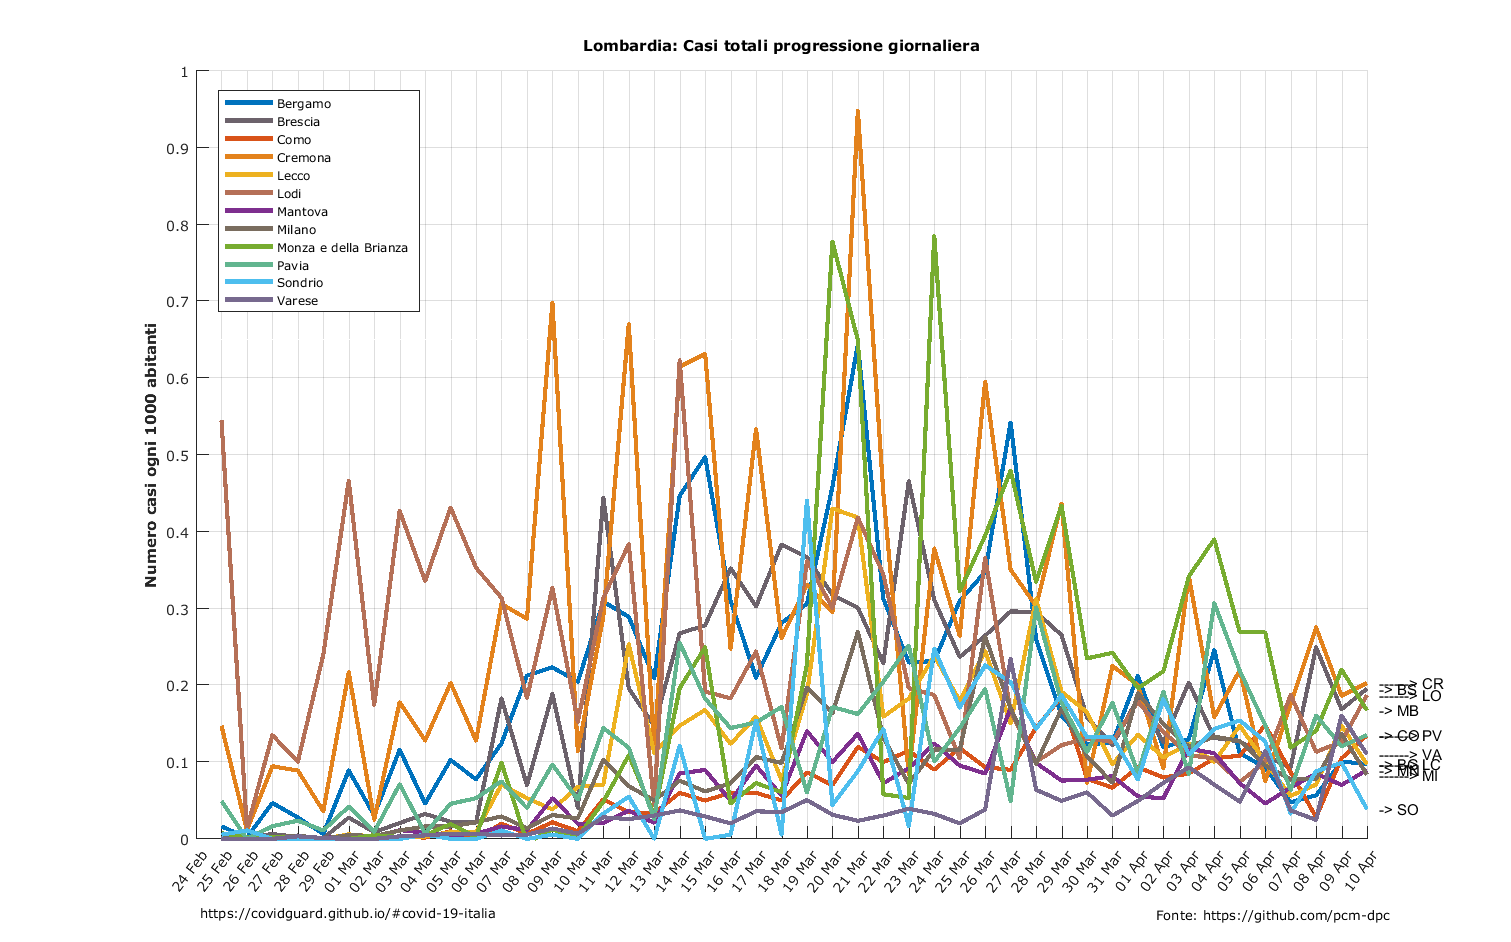 Lombardia: Casi totali progressione giornaliera
Numero casi ogni 1000 abitanti
1
0.9
0.8
0.7
0.6
0.5
0.4
0.3
0.2
0.1
0
Bergamo
Brescia
Como
Cremona
Lecco
Lodi
Mantova
Milano
Monza e della Brianza
Pavia
Sondrio
Varese
------> CR
-> BS
------> LO
-> MB
-> CO
------> PV
------> VA
-> BG
------> LC
-> MN
------> MI
-> SO
24 Feb
25 Feb
26 Feb
27 Feb
28 Feb
29 Feb
01 Mar
02 Mar
03 Mar
04 Mar
05 Mar
06 Mar
07 Mar
08 Mar
09 Mar
10 Mar
11 Mar
12 Mar
13 Mar
14 Mar
15 Mar
16 Mar
17 Mar
18 Mar
19 Mar
20 Mar
21 Mar
22 Mar
23 Mar
24 Mar
25 Mar
26 Mar
27 Mar
28 Mar
29 Mar
30 Mar
31 Mar
01 Apr
02 Apr
03 Apr
04 Apr
05 Apr
06 Apr
07 Apr
08 Apr
09 Apr
10 Apr
https://covidguard.github.io/#covid-19-italia
Fonte: https://github.com/pcm-dpc